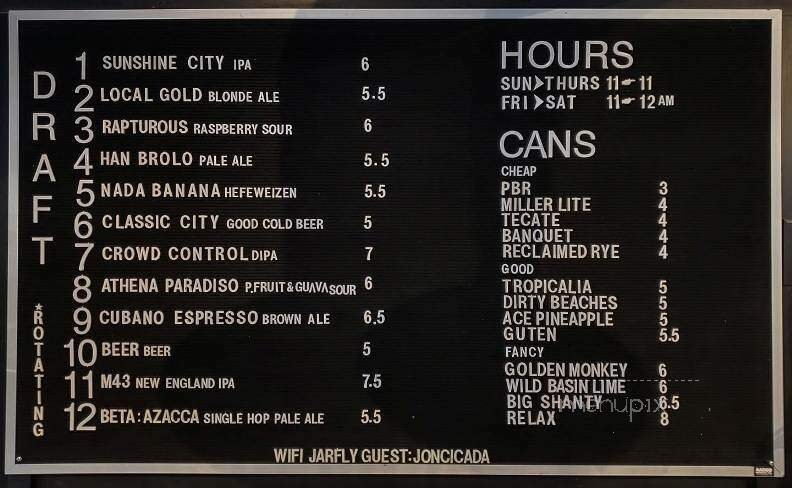 DRAFT
*ROTATING
1 SUNSHINE CITY IPA 6
2 LOCAL GOLD BLONDE ALE 5.5
3 RAPTUROUS RASPBERRY SOUR 6
4 HAN BROLO PALE ALE 5.5
5 NADA BANANA HEFEWEIZEN 5.5
6 CLASSIC CITY GOOD COLD BEER 5
7 CROWD CONTROL DIPA 7
8 ATHENA PARADISO P.FRUIT & GUAVA SOUR 6
9 CUBANO ESPRESSO BROWN ALE 6.5
10 BEER BEER 5
11 M43 NEW ENGLAND IPA 7.5
12 BETA: AZACCA SINGLE HOP PALE ALE 5.5
HOURS
SUN THURS 11 11
FRI SAT 11 12 AM
CANS
CHEAP
PBR 3
MILLER LITE 4
TECATE 4
BANQUET 4
RECLAIMED RYE 4
GOOD
TROPICALIA 5
DIRTY BEACHES 5
ACE PINEAPPLE 5
GUTEN 5.5
FANCY
GOLDEN MONKEY 6
WILD BASIN LIME 6
BIG SHANTY 6.5
RELAX 8
menupix
WIFI JARFLY GUEST: JONCICADA